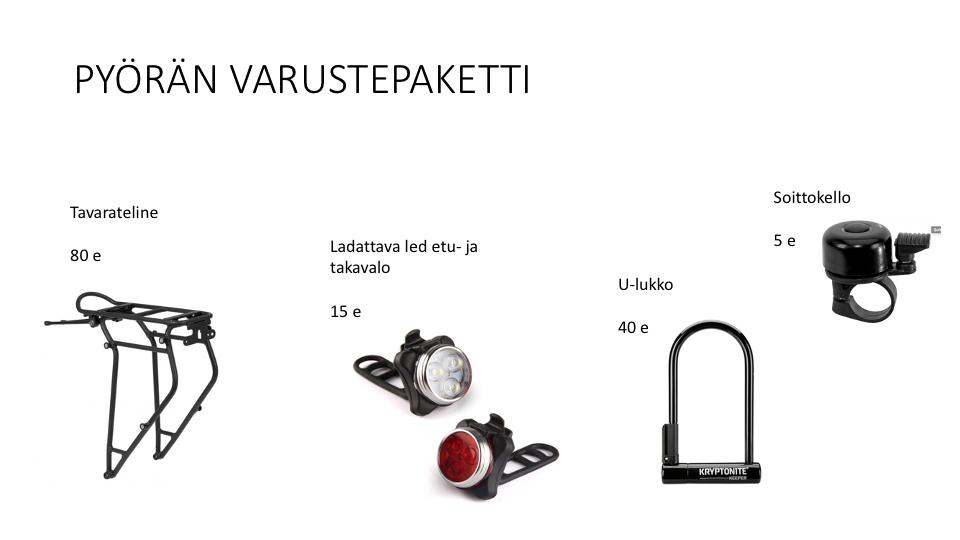 PYÖRÄN VARUSTEPAKETTI
Tavarateline
80 e
Ladattava led etu- ja
takavalo
15 e
U-lukko
40 e
Soittokello
5 e
KRYPTONITE
KEEPER